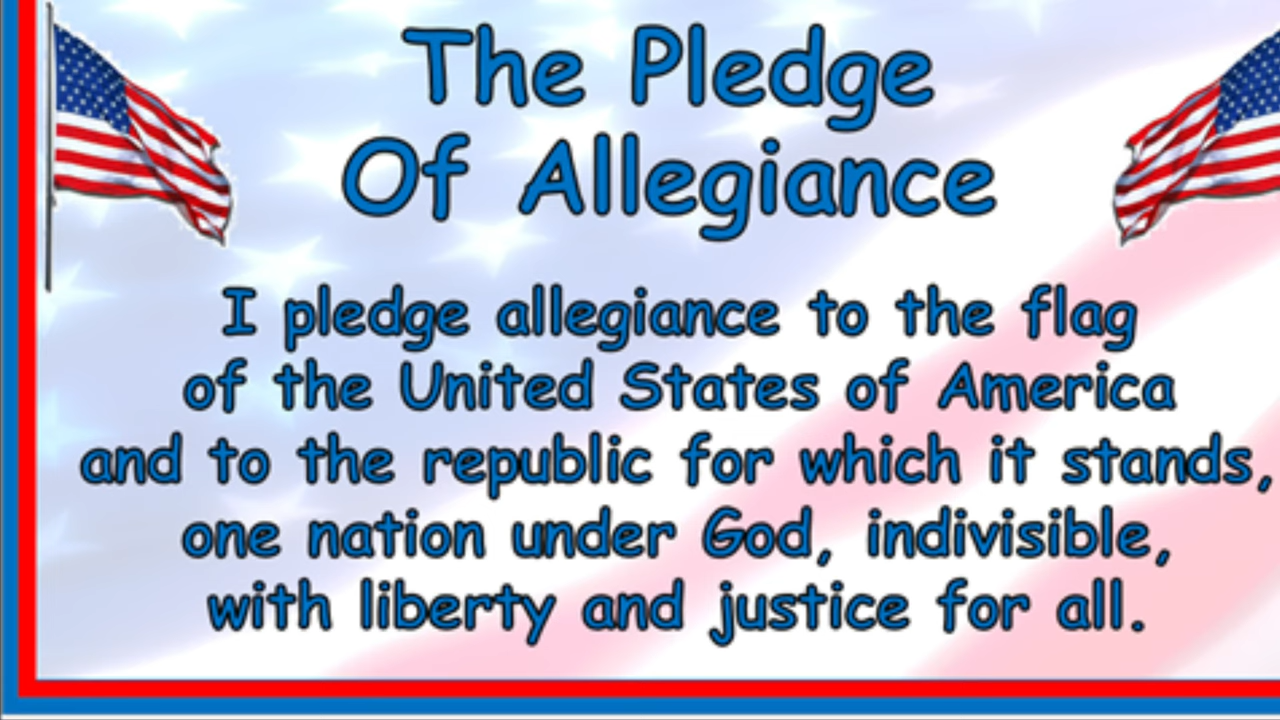 The Pledge
Of Allegiance
I pledge allegiance to the flag
of the United States of America
and to the republic for which it stands,
one nation under God, indivisible,
with liberty and justice for all.